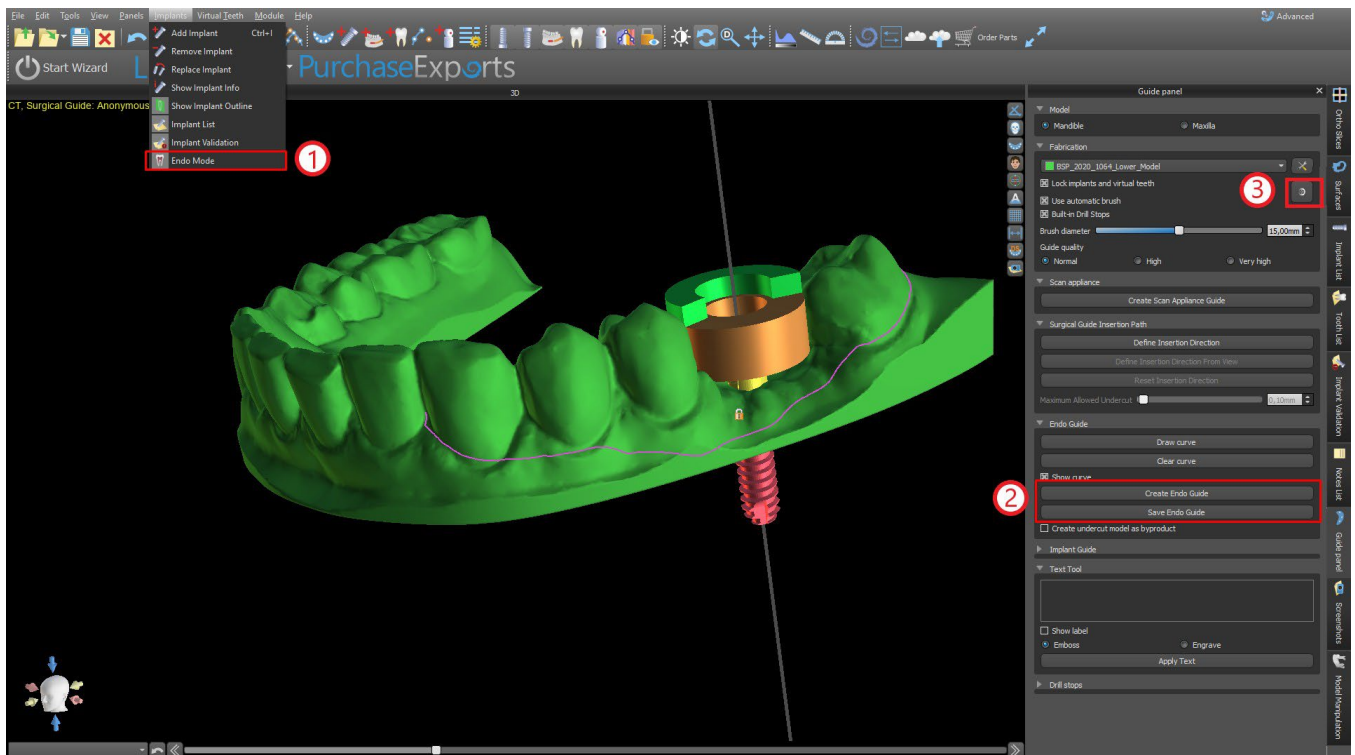 File Edit Tools View Panels Implants Virtual Teeth Module Help
Advanced
Add Implant Ctrl+I
Remove Implant
Replace Implant
Show Implant Info
Show Implant Outline
Implant List
Implant Validation
Endo Mode
1
Order Parts
Start Wizard
PurchaseExports
3D
CT, Surgical Guide: Anonymous
Guide panel
Model
Mandible Maxilla
Fabrication
BSP_2020_1064_Lower_Model
Lock implants and virtual teeth
3
Use automatic brush
Built-in Drill Stops
Brush diameter 15,00mm
Guide quality
Normal High Very high
Scan appliance
Create Scan Appliance Guide
Surgical Guide Insertion Path
Define Insertion Direction
Define Insertion Direction From View
Reset Insertion Direction
Maximum Allowed Undercut 0,10mm
Endo Guide
Draw curve
Clear curve
Show curve
2
Create Endo Guide
Save Endo Guide
Create undercut model as byproduct
Implant Guide
Text Tool
Show label
Emboss Engrave
Apply Text
Drill stops
Ortho Slices
Surfaces
Implant List
Tooth List
Implant Validation
Notes List
Guide panel
Screenshots
Model Manipulation